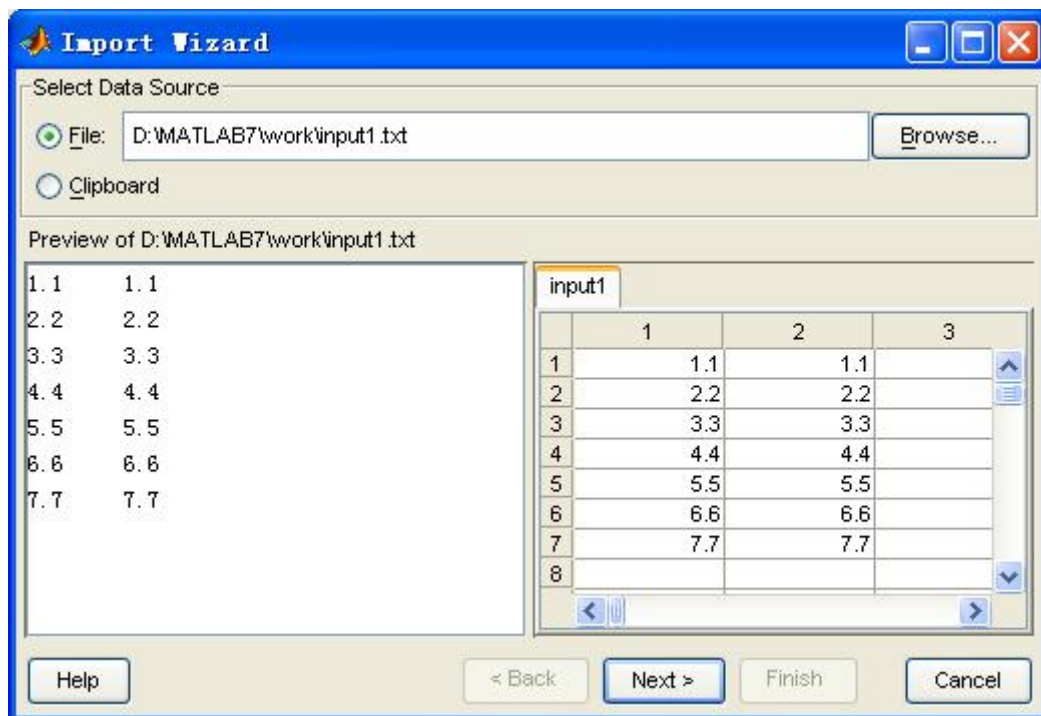 Import Wizard
Select Data Source
File: D:\MATLAB7\work\input1.txt Browse...
Clipboard
Preview of D:\MATLAB7\work\input1.txt
1.1 1.1
2.2 2.2
3.3 3.3
4.4 4.4
5.5 5.5
6.6 6.6
7.7 7.7
input1
1 2 3
1 1.1 1.1
2 2.2 2.2
3 3.3 3.3
4 4.4 4.4
5 5.5 5.5
6 6.6 6.6
7 7.7 7.7
8
Help < Back Next > Finish Cancel